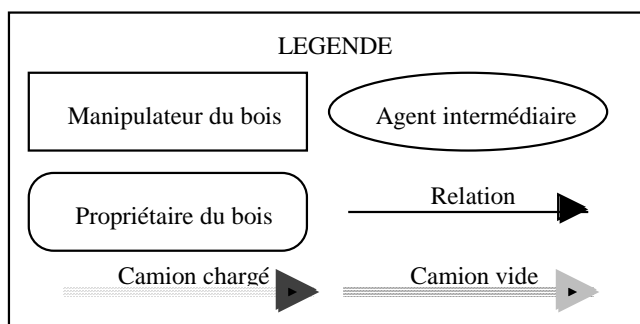 LEGENDE
Manipulateur du bois
Agent intermédiaire
Propriétaire du bois
Relation
Camion chargé
Camion vide